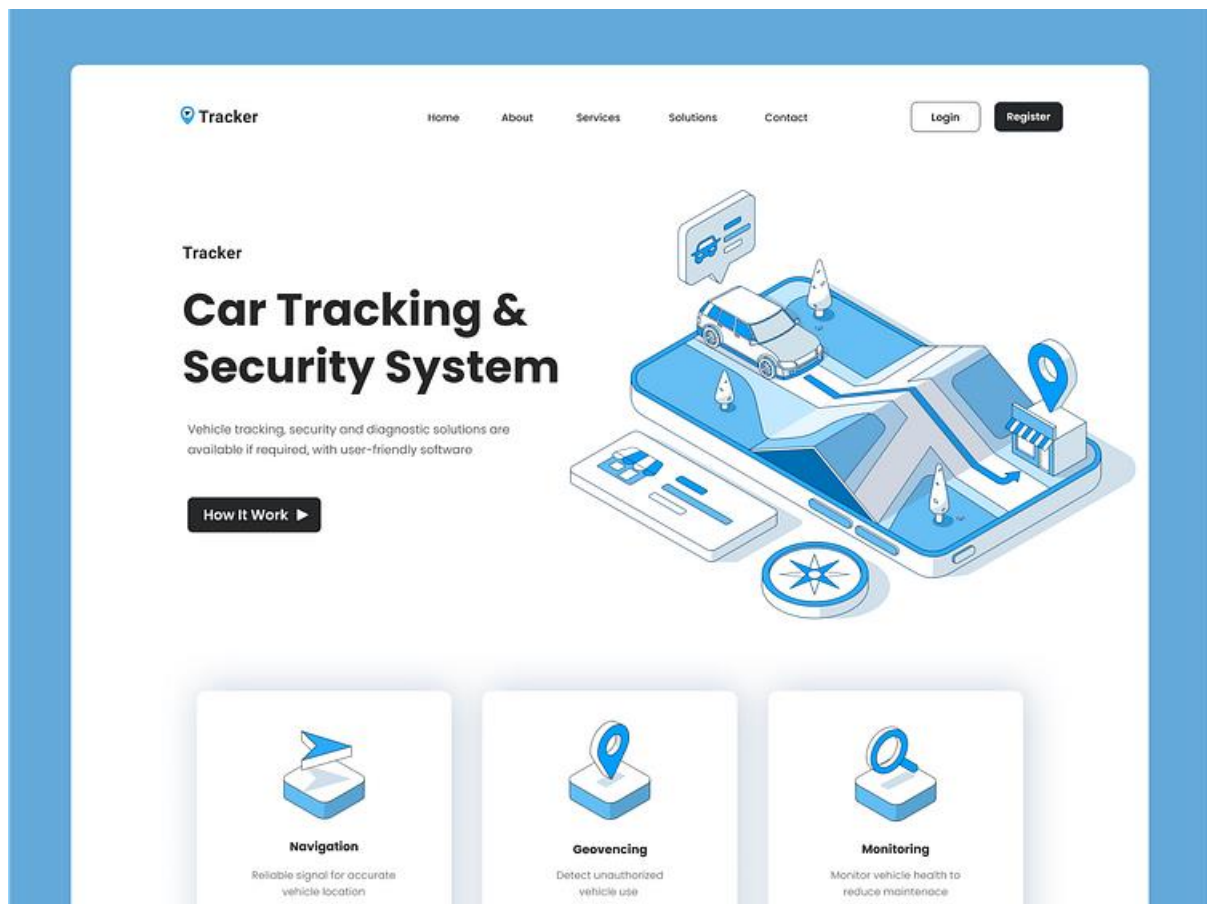 Tracker
Home
About
Services
Solutions
Contact
Login
Register
Tracker
Car Tracking &
Security System
Vehicle tracking, security and diagnostic solutions are
available if required, with user-friendly software
How It Work
Navigation
Reliable signal for accurate
vehicle location
Geovencing
Detect unauthorized
vehicle use
Monitoring
Monitor vehicle health to
reduce maintenace